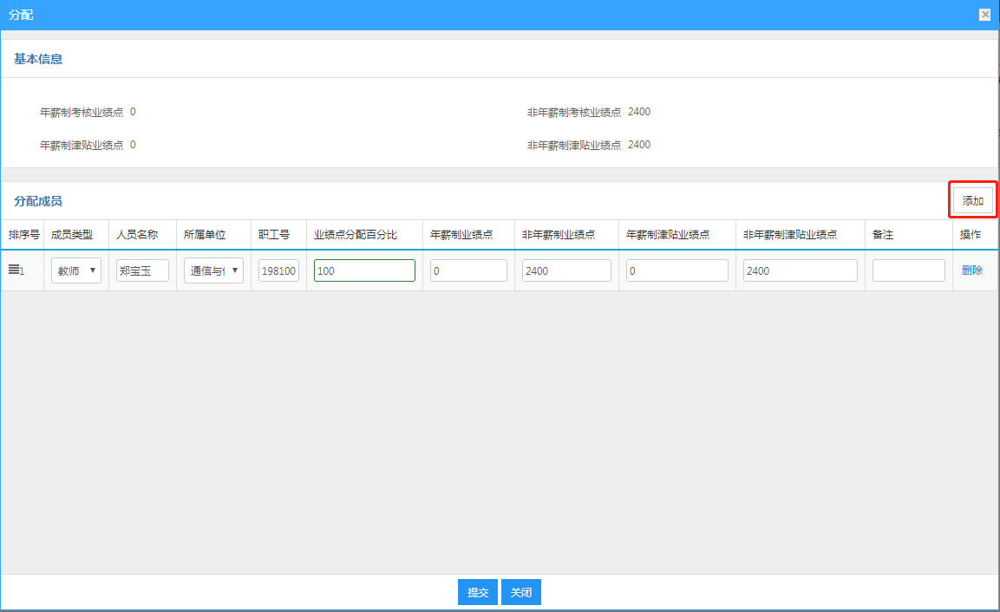 分配
基本信息
年薪制考核业绩点 0 非年薪制考核业绩点 2400
年薪制津贴业绩点 0 非年薪制津贴业绩点 2400
分配成员 添加
排序号 成员类型 人员名称 所属单位 职工号 业绩点分配百分比 年薪制业绩点 非年薪制业绩点 年薪制津贴业绩点 非年薪制津贴业绩点 备注 操作
1 教师 郑宝玉 通信与 198100 100 0 2400 0 2400 删除
提交 关闭